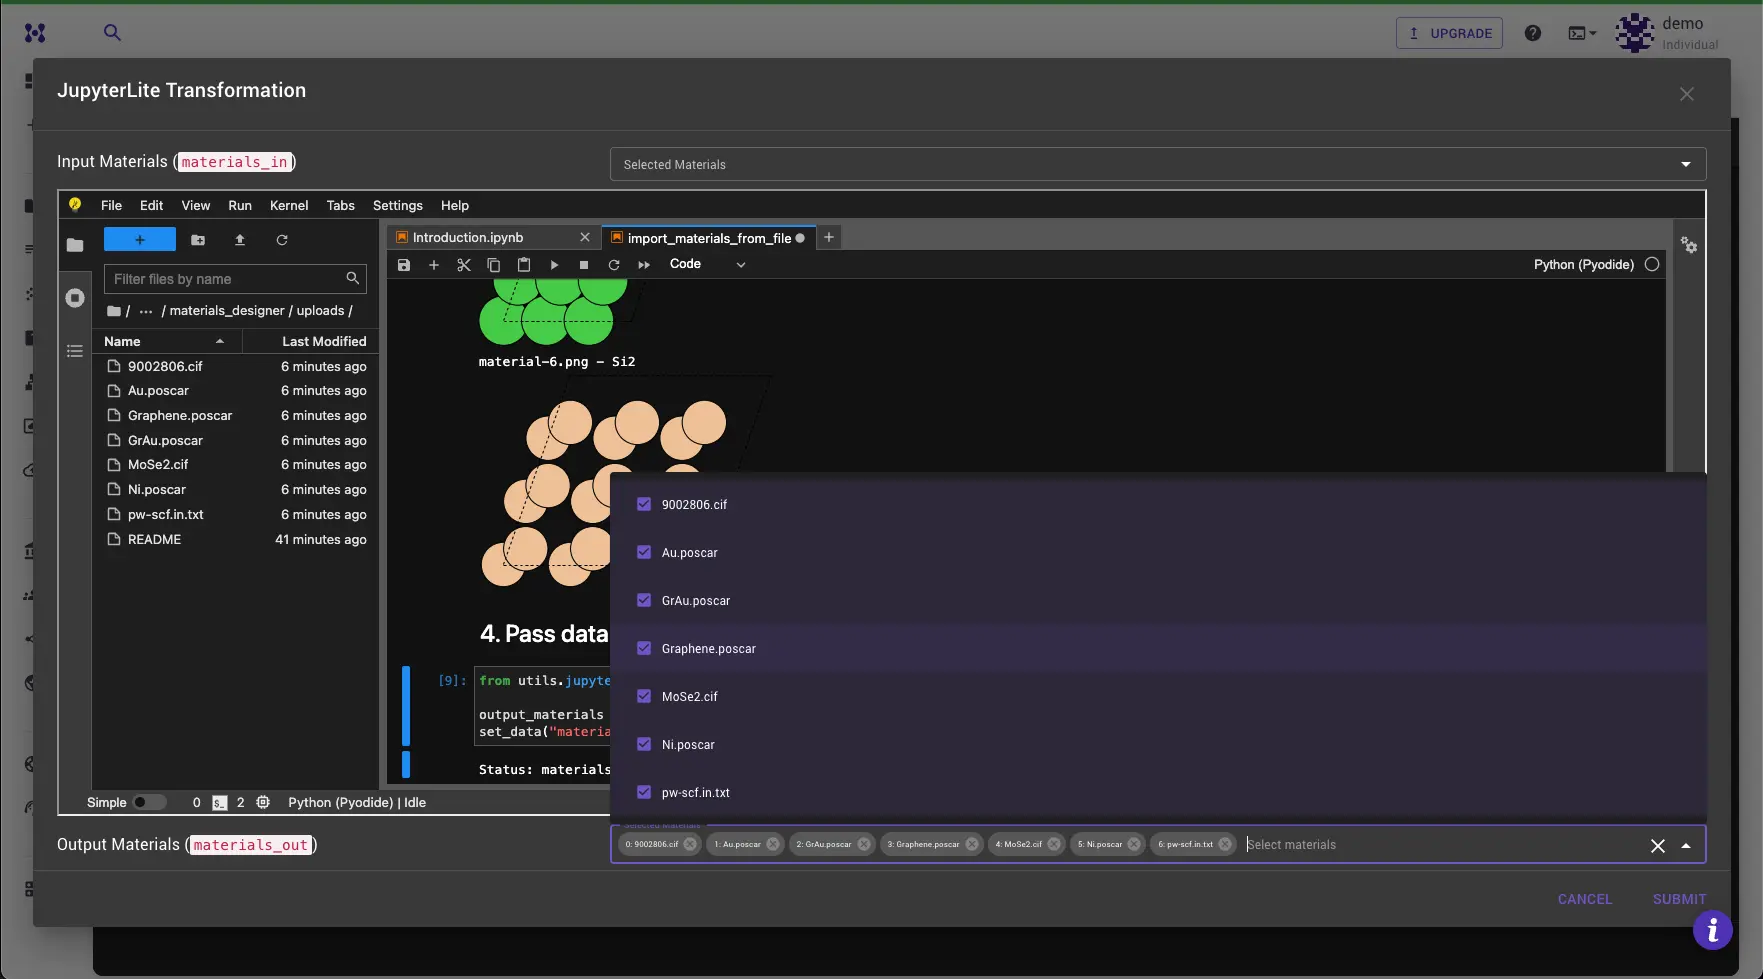 demo
UPGRADE
Individual
JupyterLite Transformation
Input Materials (materials_in)
Selected Materials
File Edit View Run Kernel Tabs Settings Help
Introduction.ipynb
import_materials_from_file
Code
Python (Pyodide)
Filter files by name
/ ... / materials_designer / uploads /
Name Last Modified
9002806.cif 6 minutes ago
Au.poscar 6 minutes ago
Graphene.poscar 6 minutes ago
GrAu.poscar 6 minutes ago
MoSe2.cif 6 minutes ago
Ni.poscar 6 minutes ago
pw-scf.in.txt 6 minutes ago
README 41 minutes ago
material-6.png - Si2
4. Pass data
[9]: from utils.jupyte
output_materials
set_data("materia
Status: materials
9002806.cif
Au.poscar
GrAu.poscar
Graphene.poscar
MoSe2.cif
Ni.poscar
pw-scf.in.txt
Simple 0 $_ 2 Python (Pyodide) | Idle
Output Materials (materials_out)
Selected Materials
0: 9002806.cif 1: Au.poscar 2: GrAu.poscar 3: Graphene.poscar 4: MoSe2.cif 5: Ni.poscar 6: pw-scf.in.txt Select materials
CANCEL SUBMIT
i